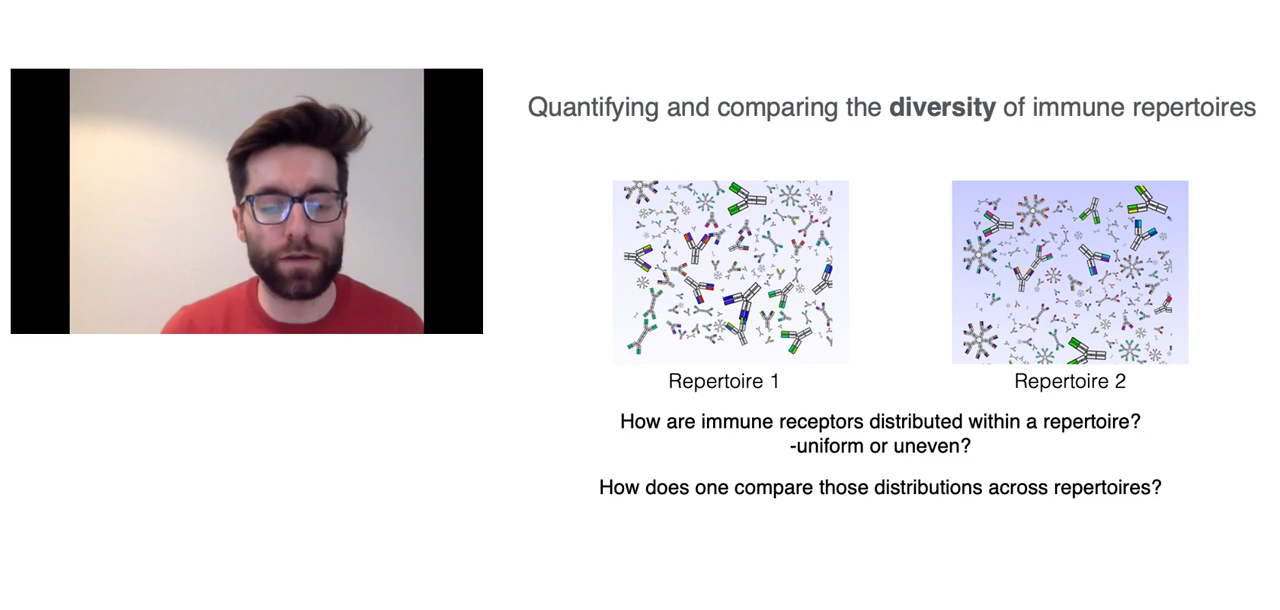 Quantifying and comparing the diversity of immune repertoires
Repertoire 1
Repertoire 2
How are immune receptors distributed within a repertoire?
-uniform or uneven?
How does one compare those distributions across repertoires?